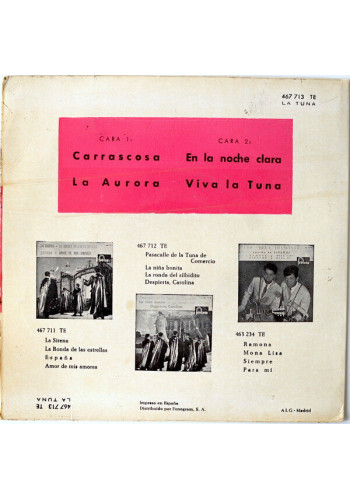 467 713 TE
LA TUNA
CARA 1:
Carrascosa
La Aurora
CARA 2:
En la noche clara
Viva la Tuna
467 711 TE
La Sirena
La Ronda de las estrellas
España
Amor de mis amores
467 712 TE
Pasacalle de la Tuna de
Comercio
La niña bonita
La ronda del silbidito
Despierta, Carolina
463 234 TE
Ramona
Mona Lisa
Siempre
Para mi
467 713 TE
LA TUNA
Impreso en España
Distribuido por Fonogram, S. A.
ALG - Madrid